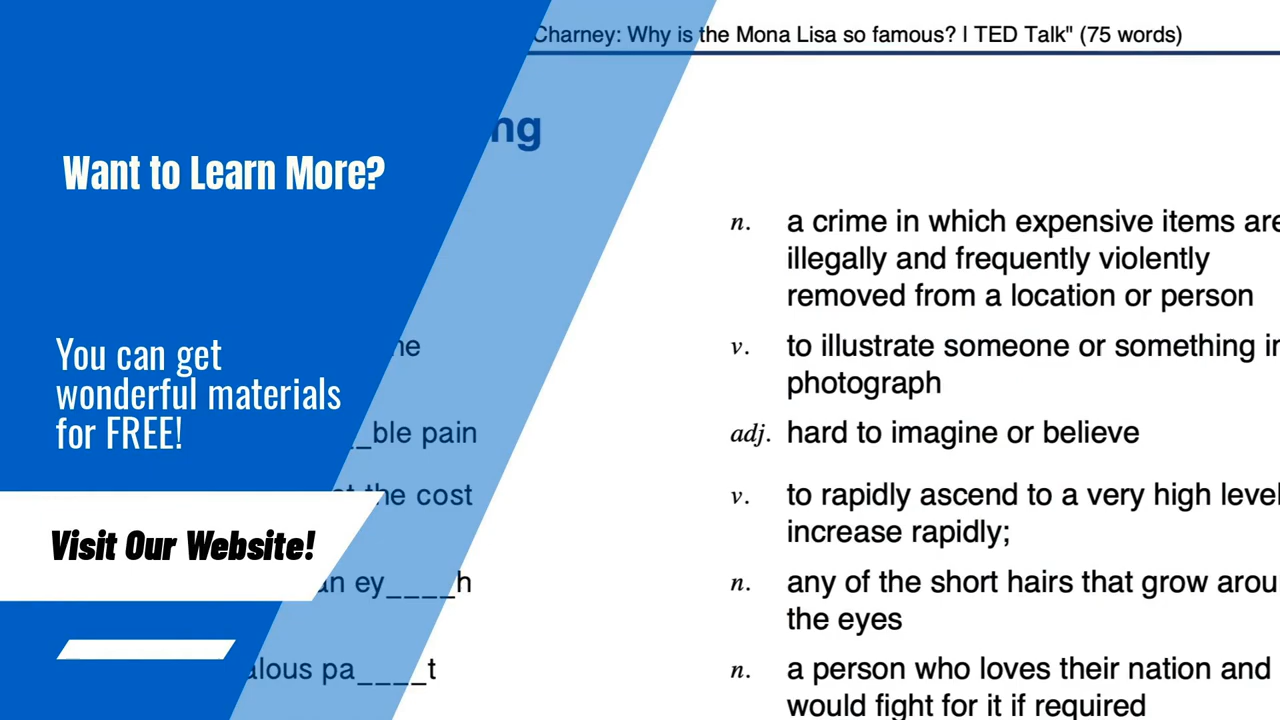 Charney: Why is the Mona Lisa so famous? | TED Talk" (75 words)
ng
Want to Learn More?
You can get
wonderful materials
for FREE!
Visit Our Website!
n. a crime in which expensive items are
illegally and frequently violently
removed from a location or person
ne
v. to illustrate someone or something in
photograph
_ble pain
adj. hard to imagine or believe
the cost
v. to rapidly ascend to a very high level
increase rapidly;
an ey____h
n. any of the short hairs that grow arou
the eyes
alous pa____t
n. a person who loves their nation and
would fight for it if required